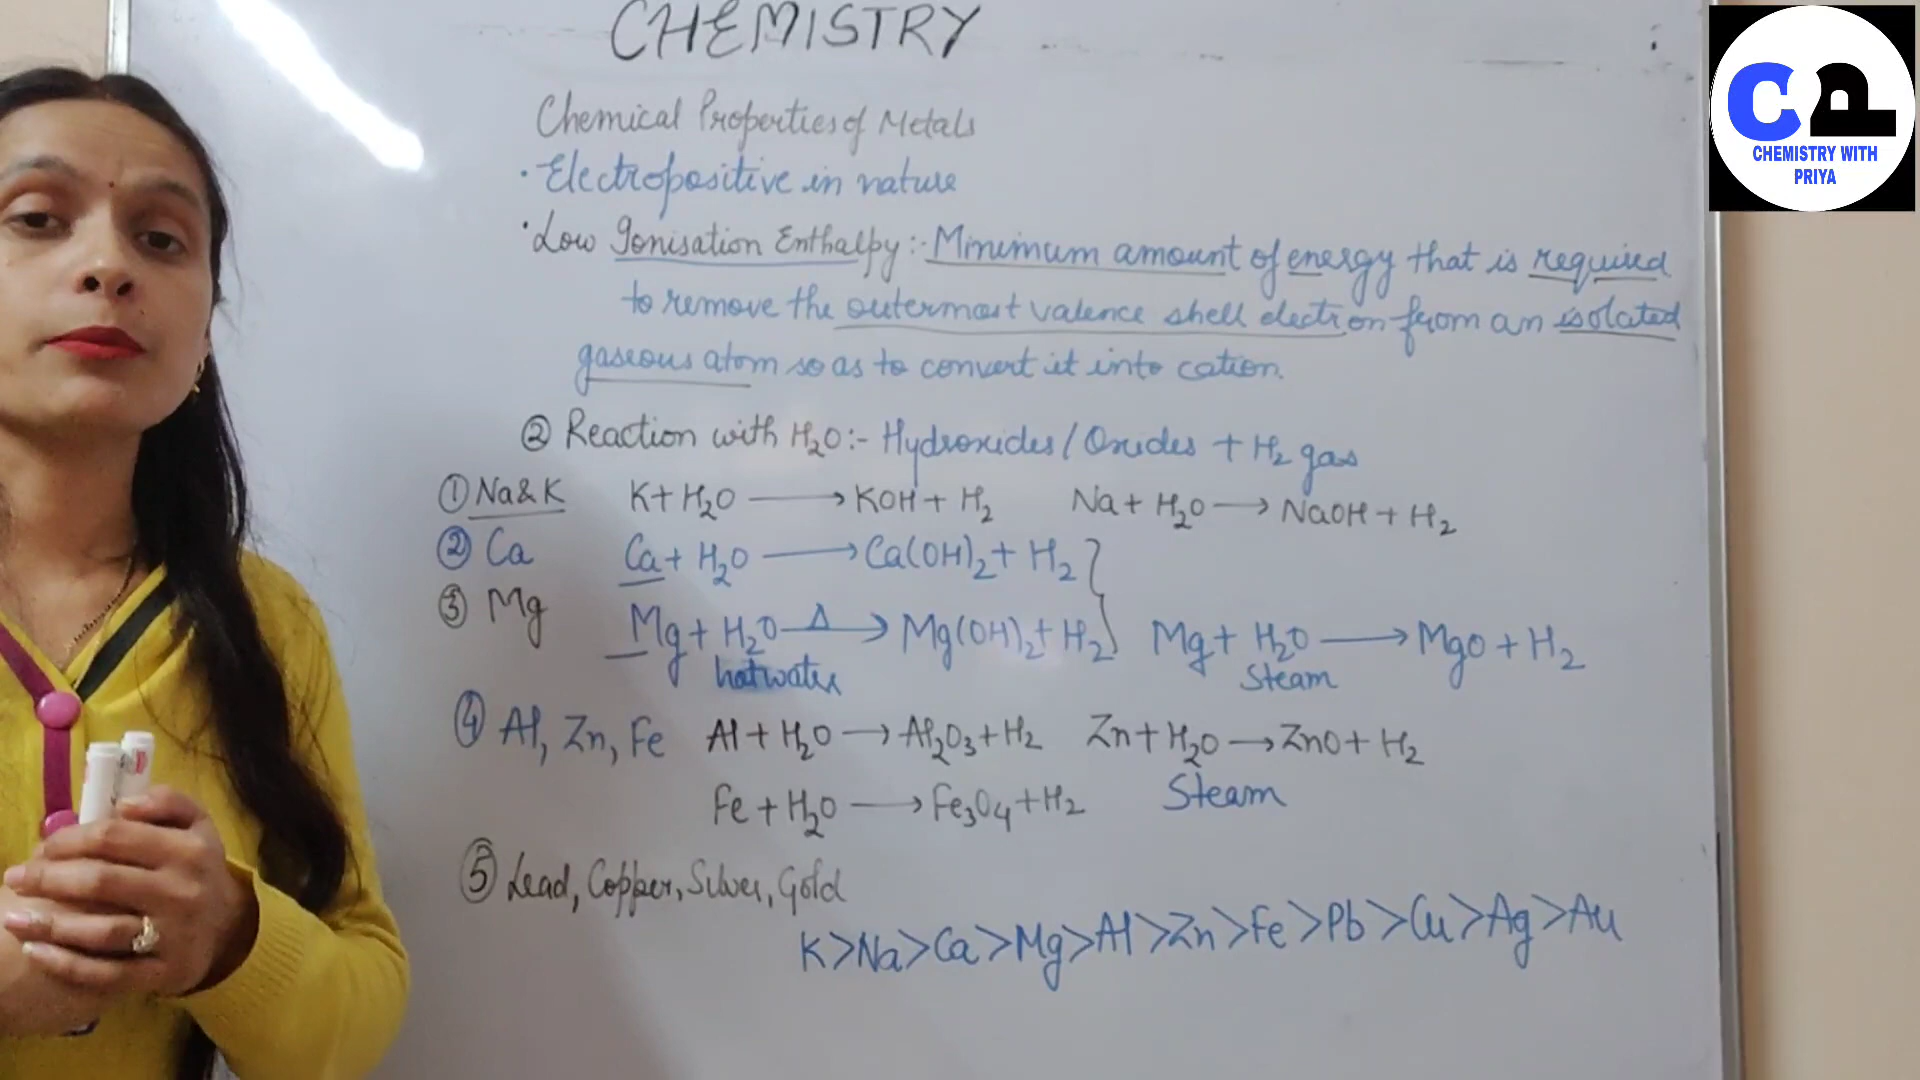 CHEMISTRY
CP
CHEMISTRY WITH
PRIYA
Chemical Properties of Metals
· Electropositive in nature
· Low Ionisation Enthalpy :- Minimum amount of energy that is required
to remove the outermost valence shell electron from an isolated
gaseous atom so as to convert it into cation.
② Reaction with H₂O :- Hydroxides / Oxides + H₂ gas
① Na & K K + H₂O ⟶ KOH + H₂ Na + H₂O ⟶ NaOH + H₂
② Ca Ca + H₂O ⟶ Ca(OH)₂ + H₂
③ Mg Mg + H₂O —Δ⟶ Mg(OH)₂ + H₂ Mg + H₂O ⟶ MgO + H₂
hot water Steam
④ Al, Zn, Fe Al + H₂O ⟶ Al₂O₃ + H₂ Zn + H₂O ⟶ ZnO + H₂
Fe + H₂O ⟶ Fe₃O₄ + H₂ Steam
⑤ Lead, Copper, Silver, Gold
K > Na > Ca > Mg > Al > Zn > Fe > Pb > Cu > Ag > Au